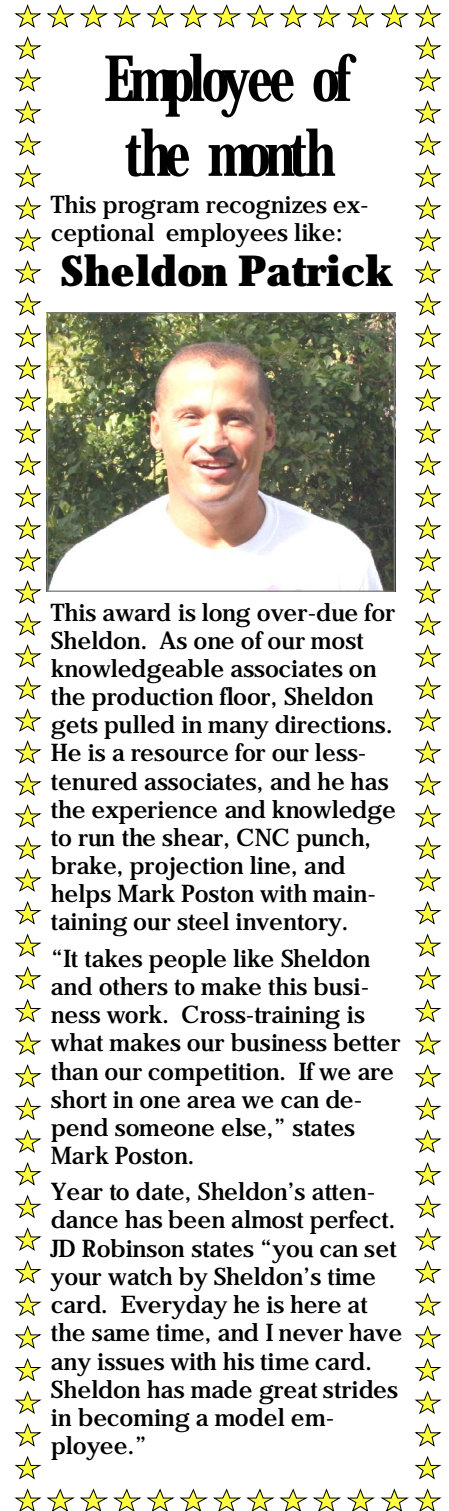 Employee of
the month
This program recognizes ex-
ceptional  employees like:
Sheldon Patrick
This award is long over-due for
Sheldon.  As one of our most
knowledgeable associates on
the production floor, Sheldon
gets pulled in many directions.
He is a resource for our less-
tenured associates, and he has
the experience and knowledge
to run the shear, CNC punch,
brake, projection line, and
helps Mark Poston with main-
taining our steel inventory.
“It takes people like Sheldon
and others to make this busi-
ness work.  Cross-training is
what makes our business better
than our competition.  If we are
short in one area we can de-
pend someone else,” states
Mark Poston.
Year to date, Sheldon’s atten-
dance has been almost perfect.
JD Robinson states “you can set
your watch by Sheldon’s time
card.  Everyday he is here at
the same time, and I never have
any issues with his time card.
Sheldon has made great strides
in becoming a model em-
ployee.”